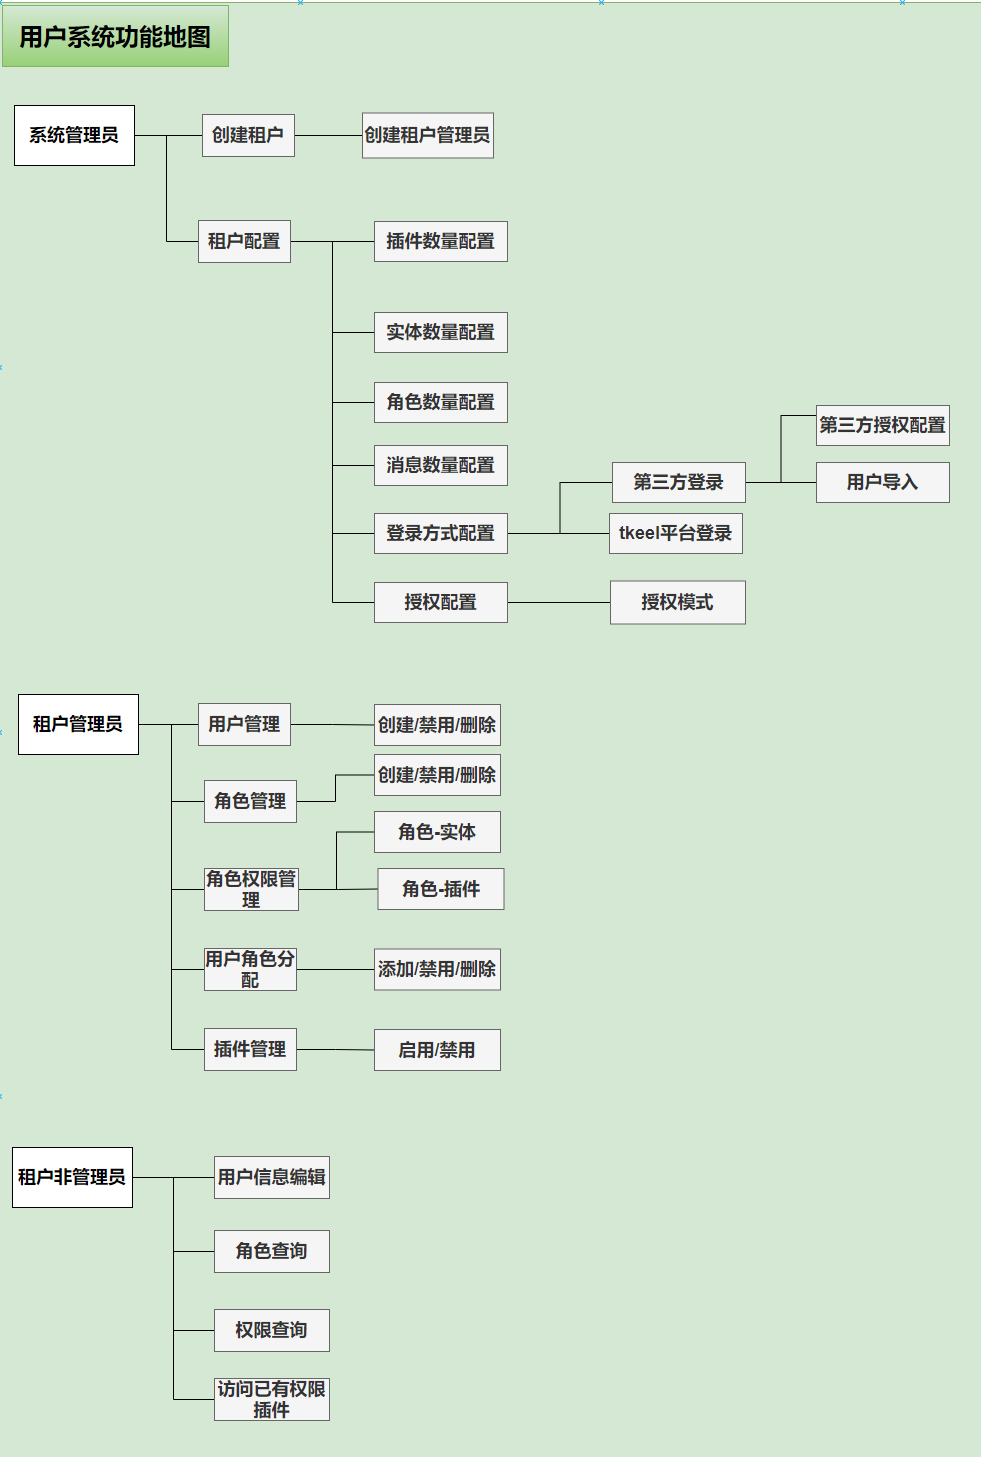 用户系统功能地图
系统管理员
创建租户
创建租户管理员
租户配置
插件数量配置
实体数量配置
角色数量配置
消息数量配置
登录方式配置
第三方登录
第三方授权配置
用户导入
tkeel平台登录
授权配置
授权模式
租户管理员
用户管理
创建/禁用/删除
角色管理
创建/禁用/删除
角色权限管
理
角色-实体
角色-插件
用户角色分
配
添加/禁用/删除
插件管理
启用/禁用
租户非管理员
用户信息编辑
角色查询
权限查询
访问已有权限
插件